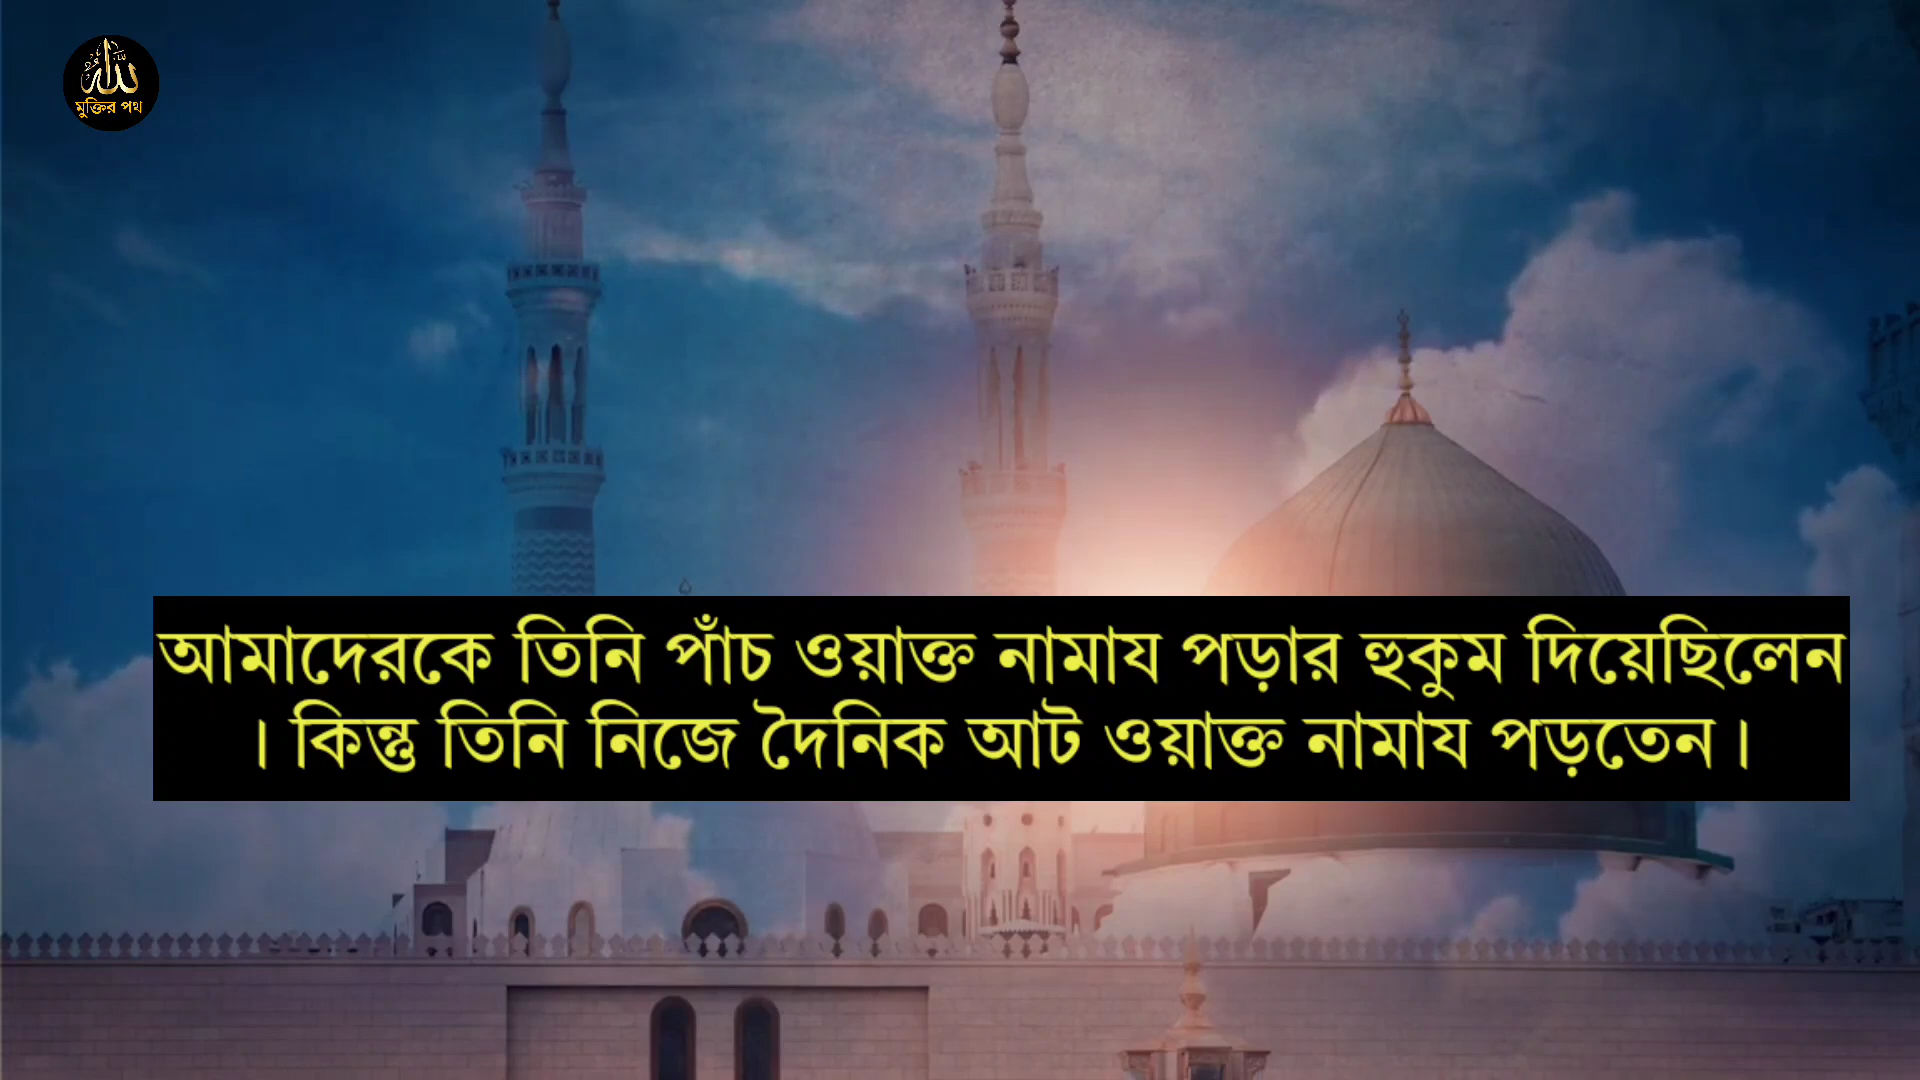 মুক্তির পথ
আমাদেরকে তিনি পাঁচ ওয়াক্ত নামায পড়ার হুকুম দিয়েছিলেন
। কিন্তু তিনি নিজে দৈনিক আট ওয়াক্ত নামায পড়তেন।